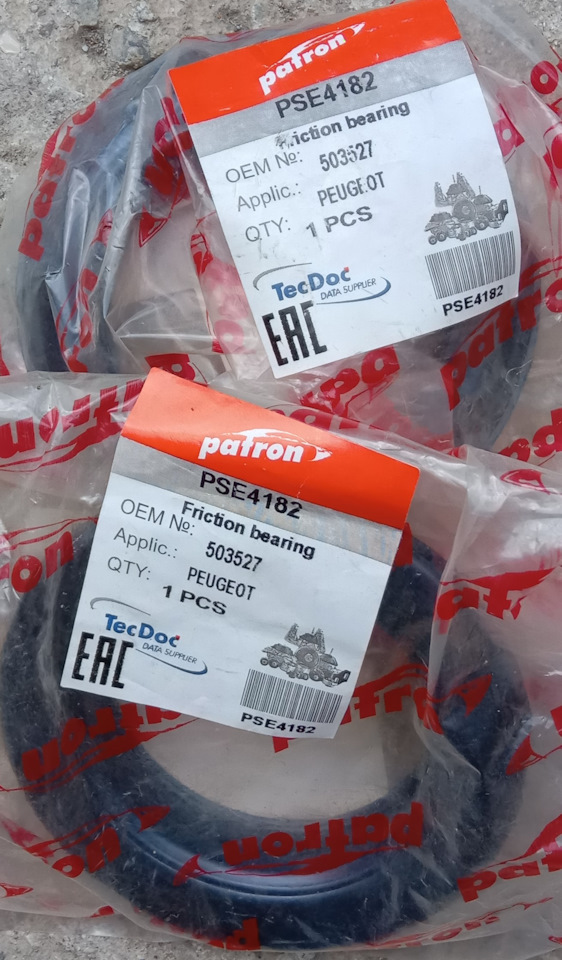 patron
PSE4182
Friction bearing
OEM №: 503527
Applic.: PEUGEOT
QTY: 1 PCS
TecDoc
DATA SUPPLIER
EAC
PSE4182
patron
PSE4182
Friction bearing
OEM №: 503527
Applic.: PEUGEOT
QTY: 1 PCS
TecDoc
DATA SUPPLIER
EAC
PSE4182
patron
patron
patron
patron